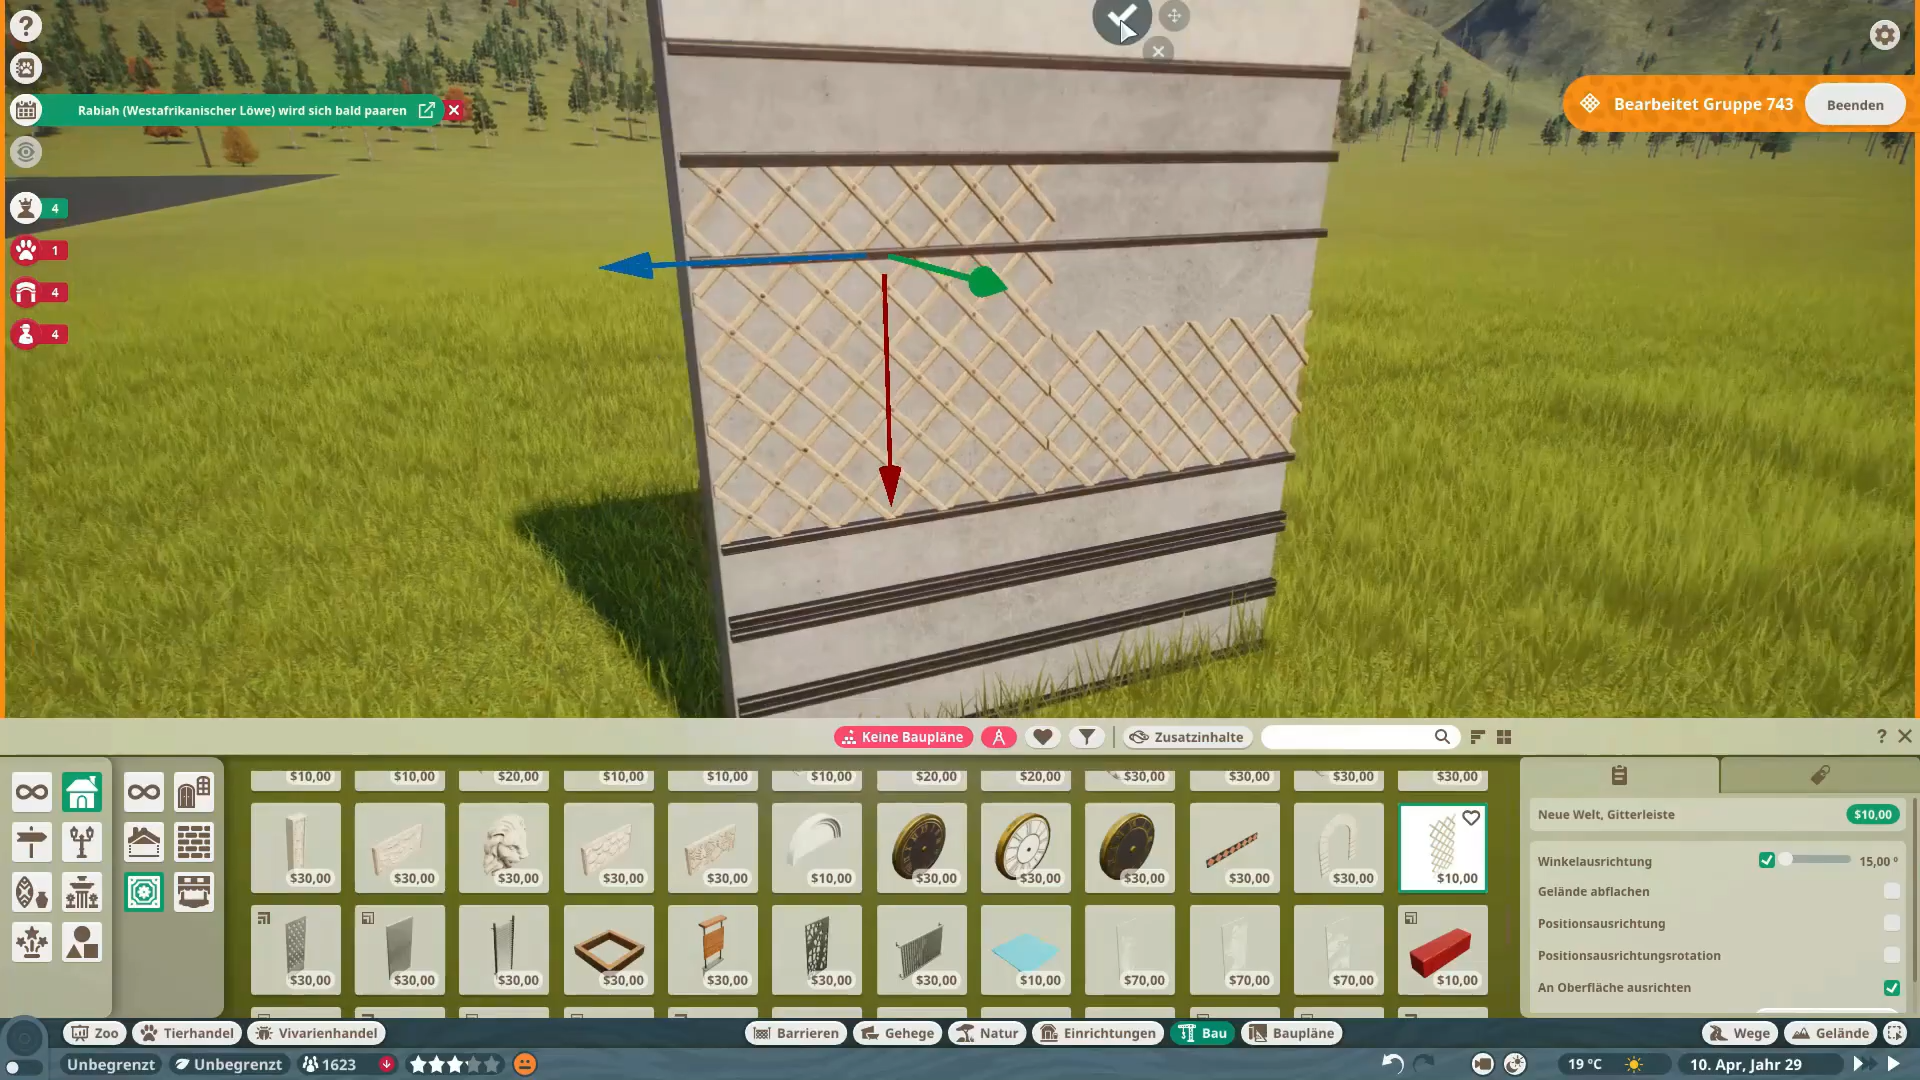 ?
Rabiah (Westafrikanischer Löwe) wird sich bald paaren
Bearbeitet Gruppe 743
Beenden
4
1
4
4
Keine Baupläne
Zusatzinhalte
?
$10,00 $10,00 $20,00 $10,00 $10,00 $10,00 $20,00 $20,00 $30,00 $30,00 $30,00 $30,00
$30,00 $30,00 $30,00 $30,00 $30,00 $10,00 $30,00 $30,00 $30,00 $30,00 $30,00 $10,00
$30,00 $30,00 $30,00 $30,00 $30,00 $30,00 $30,00 $10,00 $70,00 $70,00 $70,00 $10,00
Neue Welt, Gitterleiste $10,00
Winkelausrichtung 15,00 °
Gelände abflachen
Positionsausrichtung
Positionsausrichtungsrotation
An Oberfläche ausrichten
Zoo Tierhandel Vivarienhandel Barrieren Gehege Natur Einrichtungen Bau Baupläne Wege Gelände
Unbegrenzt Unbegrenzt 1623 19 °C 10. Apr, Jahr 29